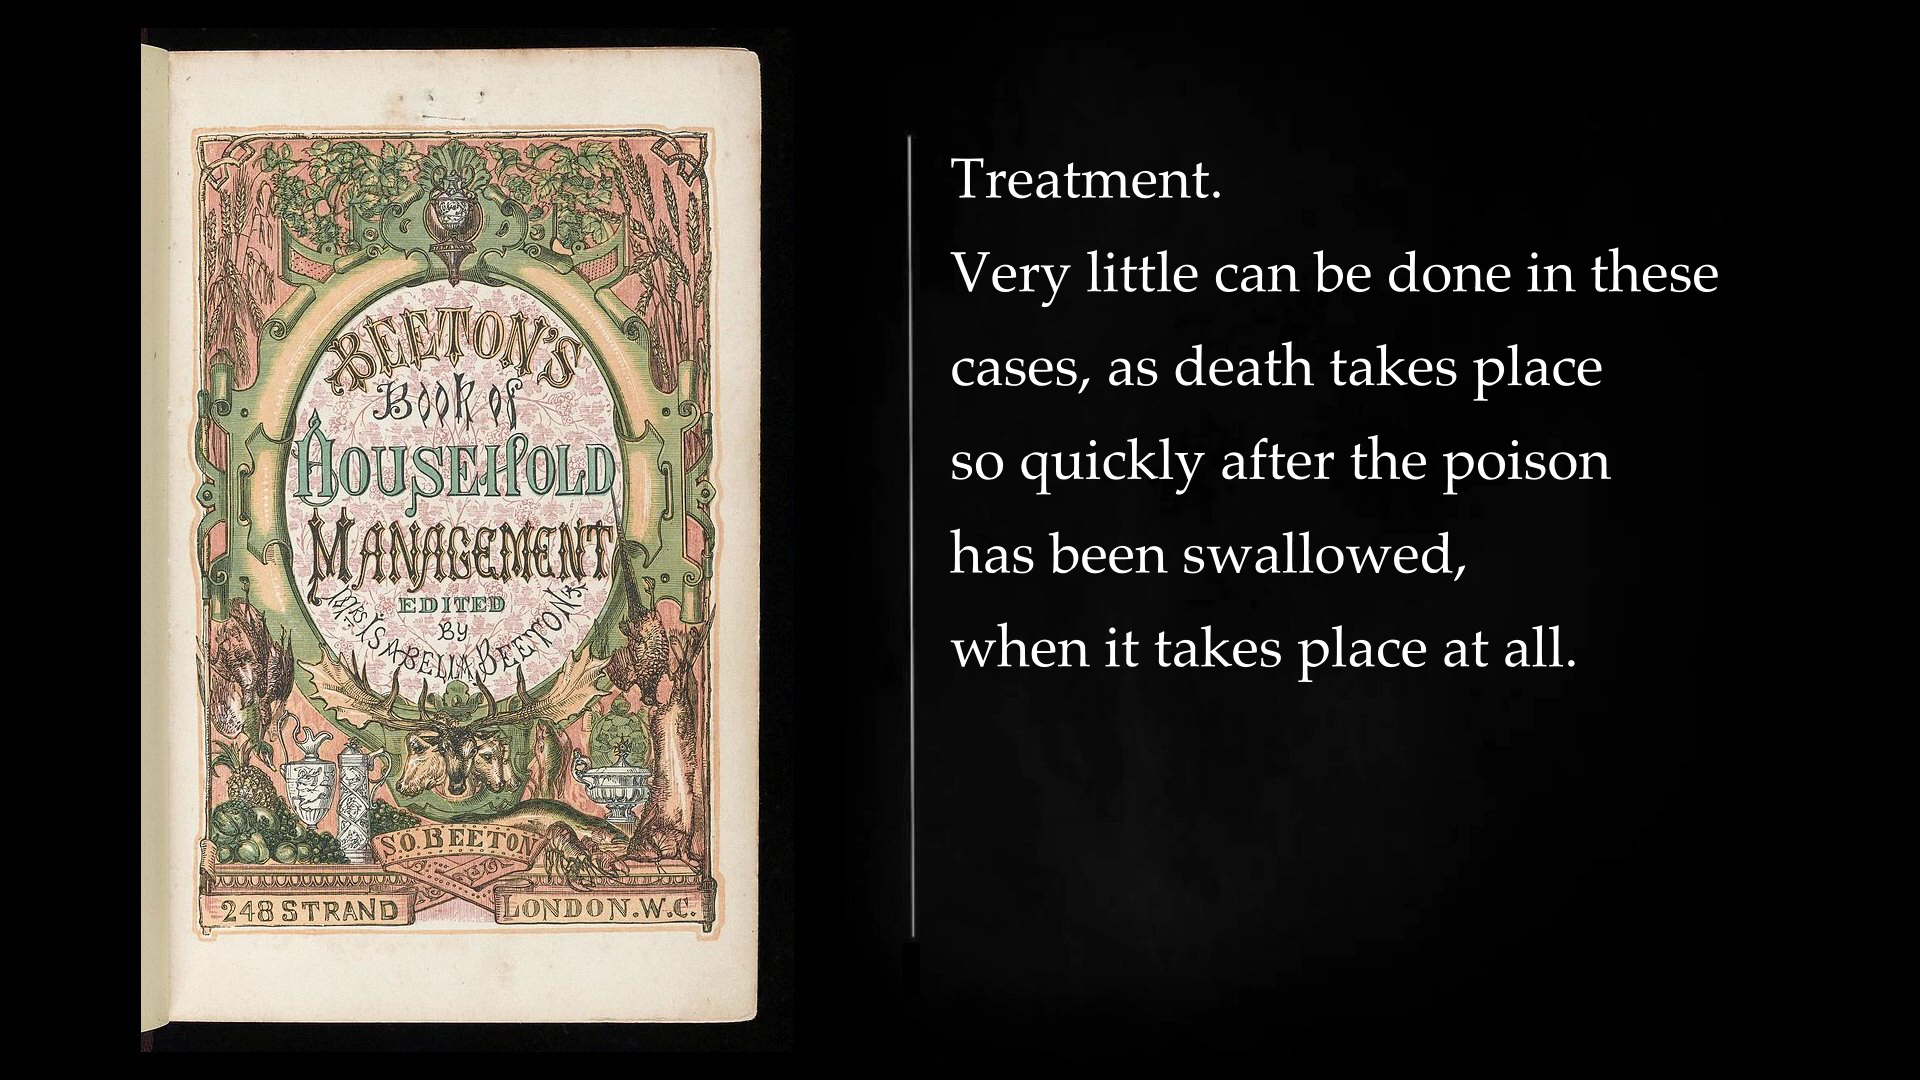 BEETON'S
Book of
HOUSEHOLD
MANAGEMENT
EDITED
BY
MRS ISABELLA BEETON
S.O. BEETON
248 STRAND
LONDON. W.C.
Treatment.
Very little can be done in these
cases, as death takes place
so quickly after the poison
has been swallowed,
when it takes place at all.